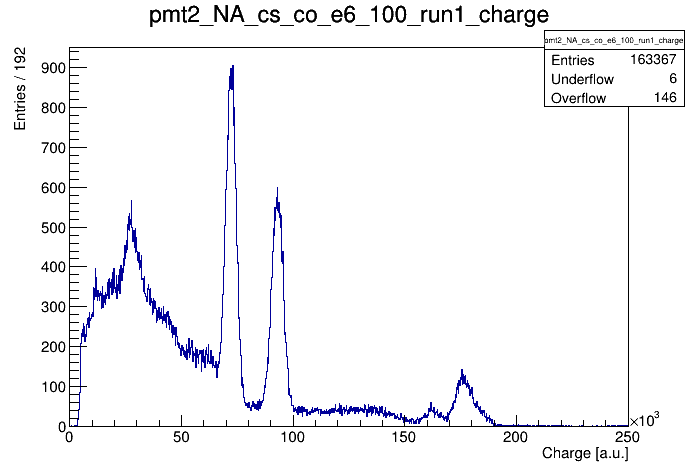 pmt2_NA_cs_co_e6_100_run1_charge
pmt2_NA_cs_co_e6_100_run1_charge
Entries 163367
Underflow 6
Overflow 146
Entries / 192
900
800
700
600
500
400
300
200
100
0
0 50 100 150 200 250
×10³
Charge [a.u.]